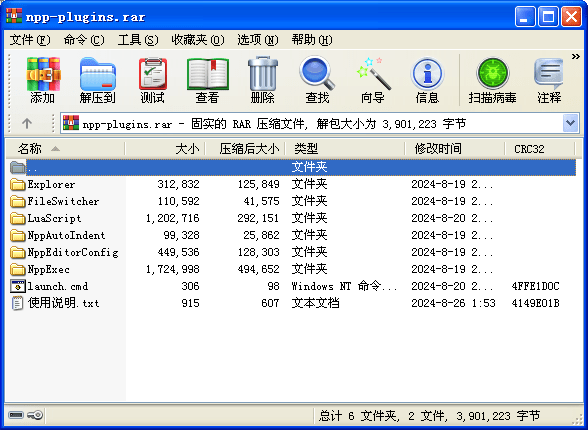 npp-plugins.rar
文件(F) 命令(C) 工具(S) 收藏夹(O) 选项(N) 帮助(H)
添加 解压到 测试 查看 删除 查找 向导 信息 扫描病毒 注释 »
npp-plugins.rar - 固实的 RAR 压缩文件, 解包大小为 3,901,223 字节
名称 大小 压缩后大小 类型 修改时间 CRC32
.. 文件夹
Explorer 312,832 125,849 文件夹 2024-8-19 2...
FileSwitcher 110,592 41,575 文件夹 2024-8-19 2...
LuaScript 1,202,716 292,151 文件夹 2024-8-20 2...
NppAutoIndent 99,328 25,862 文件夹 2024-8-19 2...
NppEditorConfig 449,536 128,303 文件夹 2024-8-19 2...
NppExec 1,724,998 494,652 文件夹 2024-8-19 2...
launch.cmd 306 98 Windows NT 命令... 2024-8-20 2... 4FFE1D0C
使用说明.txt 915 607 文本文档 2024-8-26 1:53 4149E01B
总计 6 文件夹, 2 文件, 3,901,223 字节